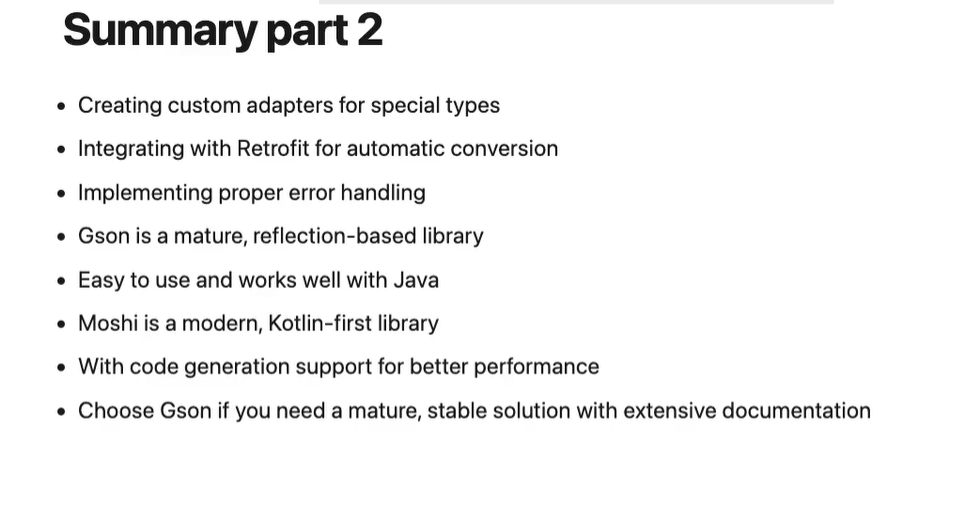 Summary part 2
• Creating custom adapters for special types
• Integrating with Retrofit for automatic conversion
• Implementing proper error handling
• Gson is a mature, reflection-based library
• Easy to use and works well with Java
• Moshi is a modern, Kotlin-first library
• With code generation support for better performance
• Choose Gson if you need a mature, stable solution with extensive documentation